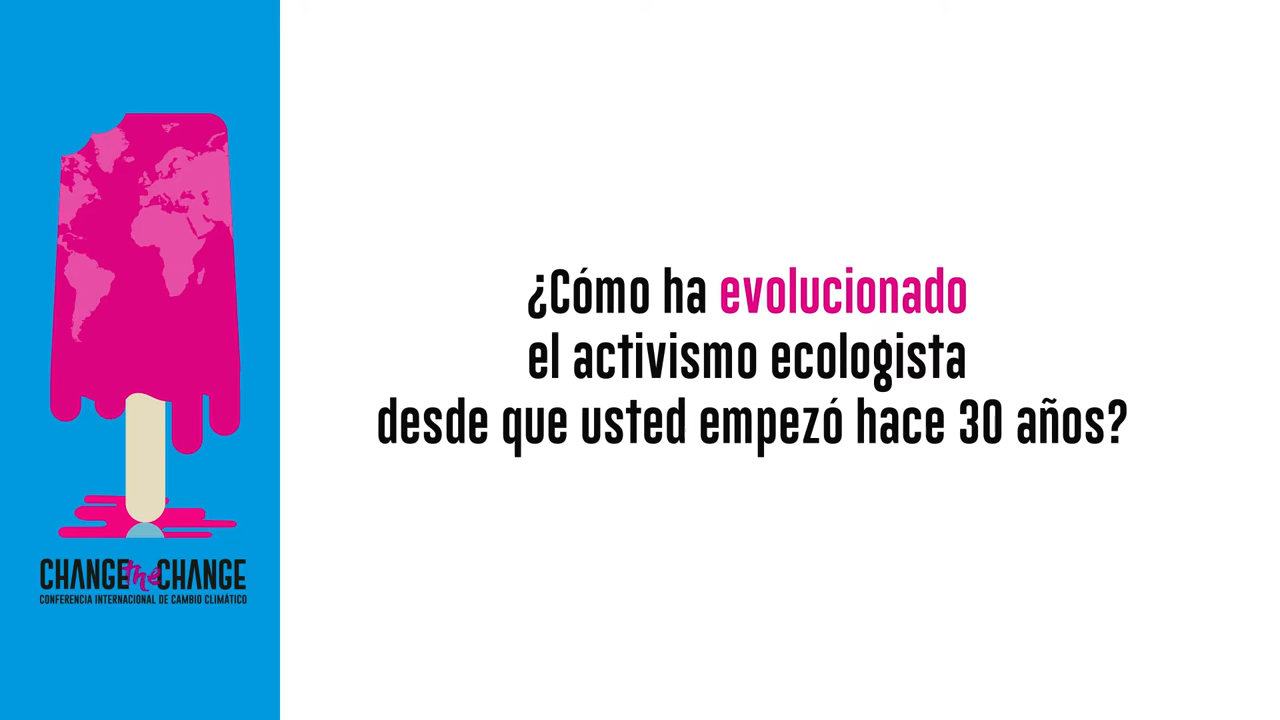 ¿Cómo ha evolucionado
el activismo ecologista
desde que usted empezó hace 30 años?
CHANGE the CHANGE
CONFERENCIA INTERNACIONAL DE CAMBIO CLIMÁTICO